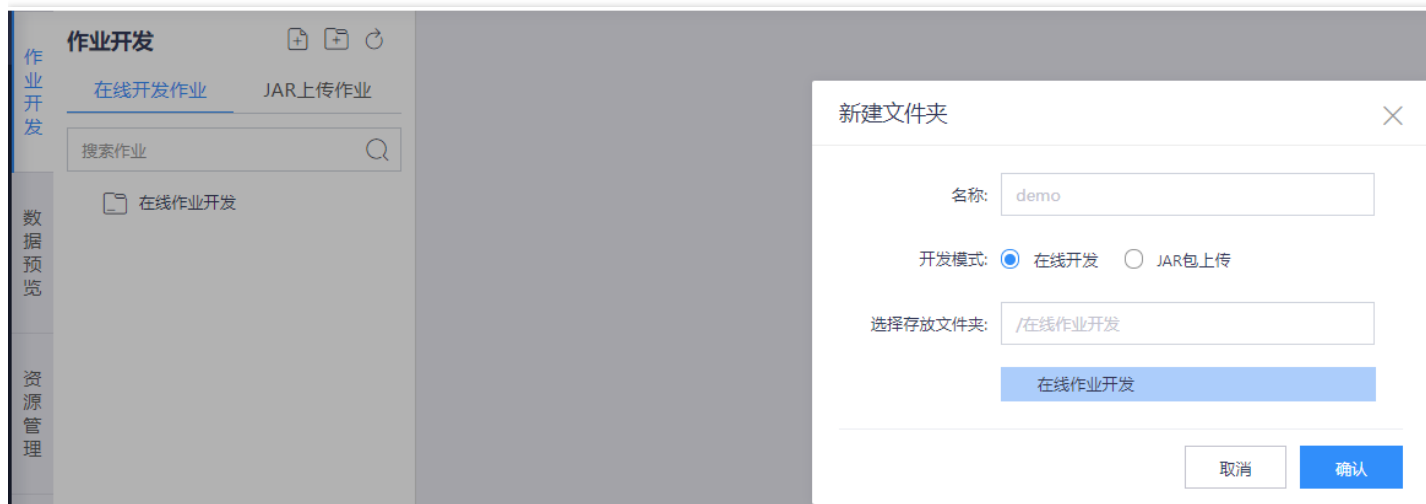 作业开发
数据预览
资源管理
作业开发
在线开发作业 JAR上传作业
搜索作业
在线作业开发
新建文件夹
名称: demo
开发模式: 在线开发 JAR包上传
选择存放文件夹: /在线作业开发
在线作业开发
取消 确认